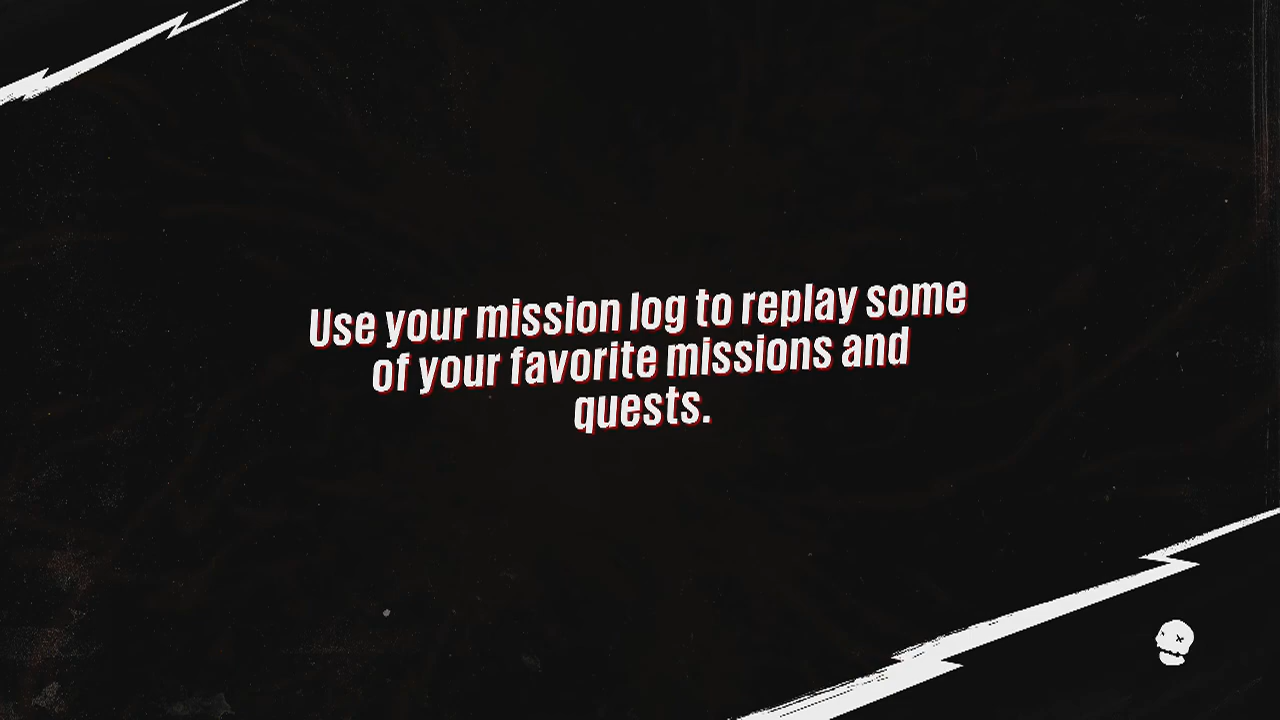 Use your mission log to replay some
of your favorite missions and
quests.